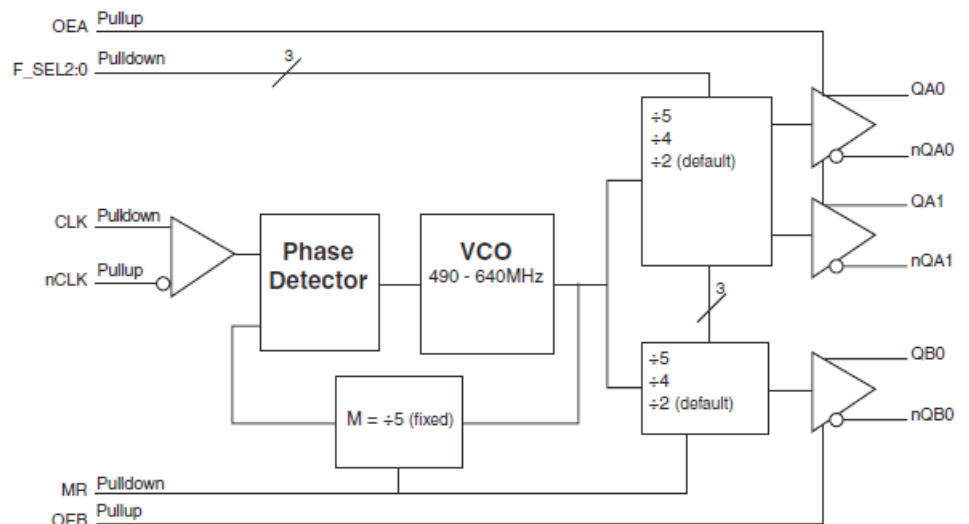 OEA Pullup
F_SEL2:0 Pulldown
3
QA0
÷5
÷4
÷2 (default)
nQA0
QA1
CLK Pulldown
Phase
Detector
VCO
490 - 640MHz
nCLK Pullup
nQA1
3
÷5
÷4
÷2 (default)
QB0
M = ÷5 (fixed)
nQB0
MR Pulldown
OEB Pullup